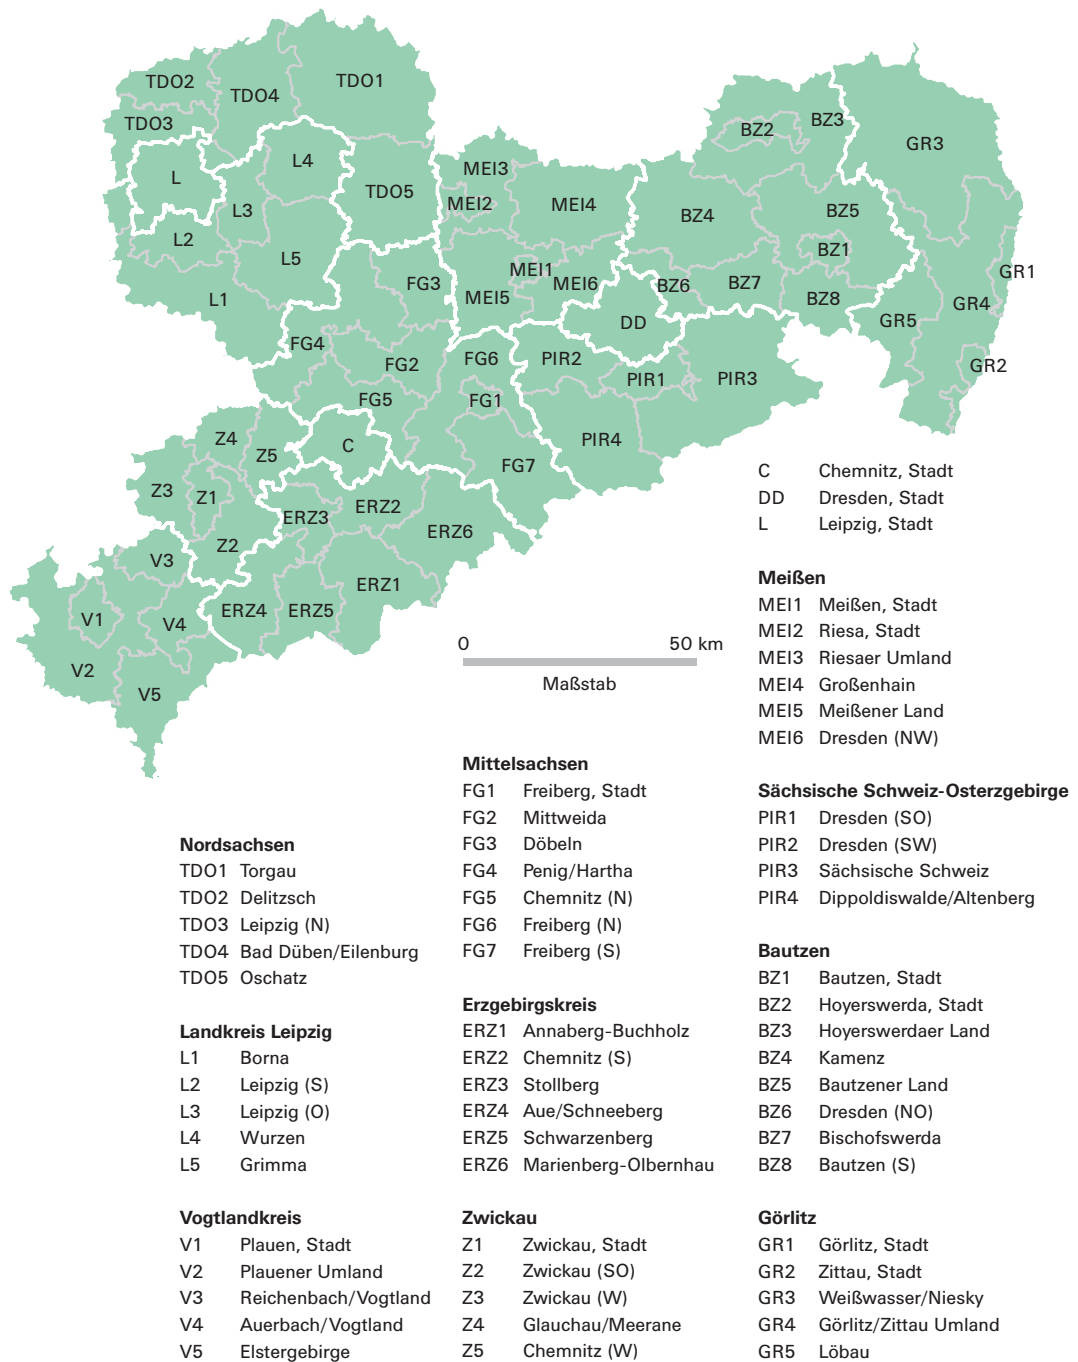 TDO2
TDO4
TDO1
TDO3
L
L4
TDO5
L3
L2
L5
L1
MEI3
MEI2
MEI4
MEI1
MEI6
MEI5
BZ2
BZ3
GR3
BZ4
BZ5
BZ1
BZ6
BZ7
BZ8
GR1
GR4
GR5
GR2
DD
FG3
FG4
FG2
FG6
FG5
FG1
FG7
PIR2
PIR1
PIR3
PIR4
C
Z4
Z5
Z3
Z1
Z2
ERZ3
ERZ2
ERZ6
ERZ1
ERZ4
ERZ5
V3
V1
V4
V2
V5
0 50 km
Maßstab
C Chemnitz, Stadt
DD Dresden, Stadt
L Leipzig, Stadt
Meißen
MEI1 Meißen, Stadt
MEI2 Riesa, Stadt
MEI3 Riesaer Umland
MEI4 Großenhain
MEI5 Meißener Land
MEI6 Dresden (NW)
Sächsische Schweiz-Osterzgebirge
PIR1 Dresden (SO)
PIR2 Dresden (SW)
PIR3 Sächsische Schweiz
PIR4 Dippoldiswalde/Altenberg
Bautzen
BZ1 Bautzen, Stadt
BZ2 Hoyerswerda, Stadt
BZ3 Hoyerswerdaer Land
BZ4 Kamenz
BZ5 Bautzener Land
BZ6 Dresden (NO)
BZ7 Bischofswerda
BZ8 Bautzen (S)
Görlitz
GR1 Görlitz, Stadt
GR2 Zittau, Stadt
GR3 Weißwasser/Niesky
GR4 Görlitz/Zittau Umland
GR5 Löbau
Mittelsachsen
FG1 Freiberg, Stadt
FG2 Mittweida
FG3 Döbeln
FG4 Penig/Hartha
FG5 Chemnitz (N)
FG6 Freiberg (N)
FG7 Freiberg (S)
Erzgebirgskreis
ERZ1 Annaberg-Buchholz
ERZ2 Chemnitz (S)
ERZ3 Stollberg
ERZ4 Aue/Schneeberg
ERZ5 Schwarzenberg
ERZ6 Marienberg-Olbernhau
Zwickau
Z1 Zwickau, Stadt
Z2 Zwickau (SO)
Z3 Zwickau (W)
Z4 Glauchau/Meerane
Z5 Chemnitz (W)
Nordsachsen
TDO1 Torgau
TDO2 Delitzsch
TDO3 Leipzig (N)
TDO4 Bad Düben/Eilenburg
TDO5 Oschatz
Landkreis Leipzig
L1 Borna
L2 Leipzig (S)
L3 Leipzig (O)
L4 Wurzen
L5 Grimma
Vogtlandkreis
V1 Plauen, Stadt
V2 Plauener Umland
V3 Reichenbach/Vogtland
V4 Auerbach/Vogtland
V5 Elstergebirge